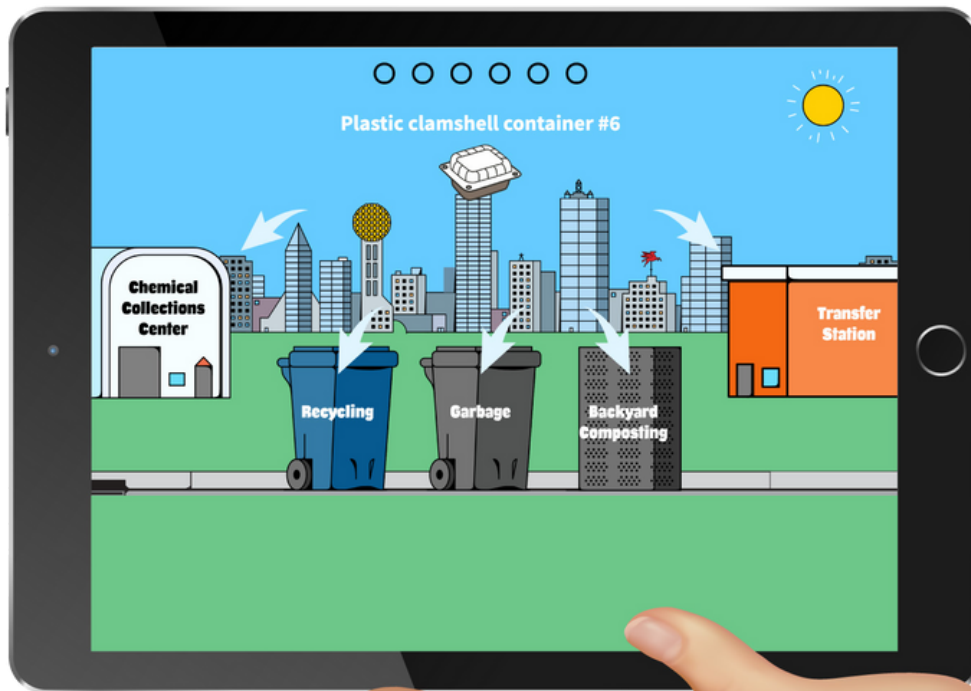 Plastic clamshell container #6
Chemical
Collections
Center
Transfer
Station
Recycling
Garbage
Backyard
Composting